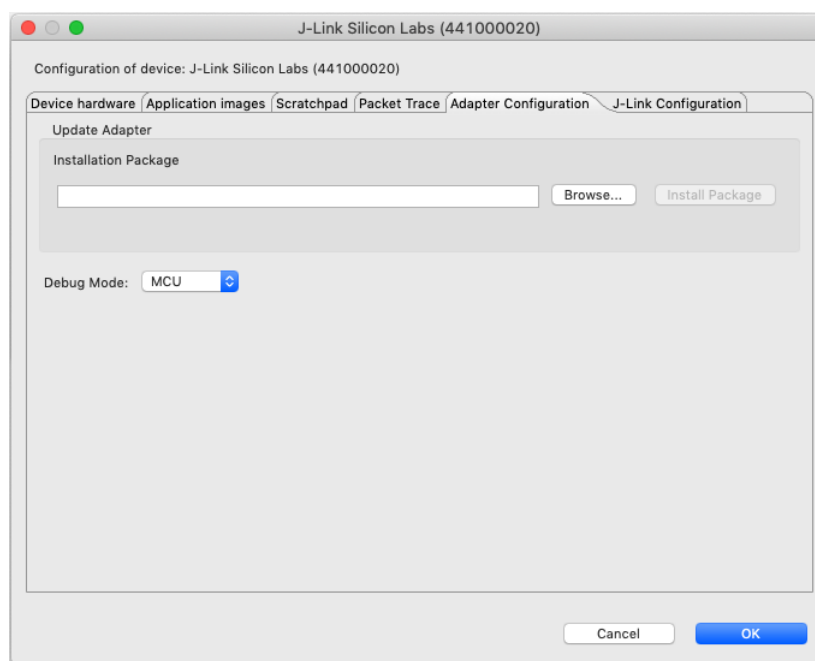 J-Link Silicon Labs (441000020)
Configuration of device: J-Link Silicon Labs (441000020)
Device hardware Application images Scratchpad Packet Trace Adapter Configuration J-Link Configuration
Update Adapter
Installation Package
Browse... Install Package
Debug Mode: MCU
Cancel OK